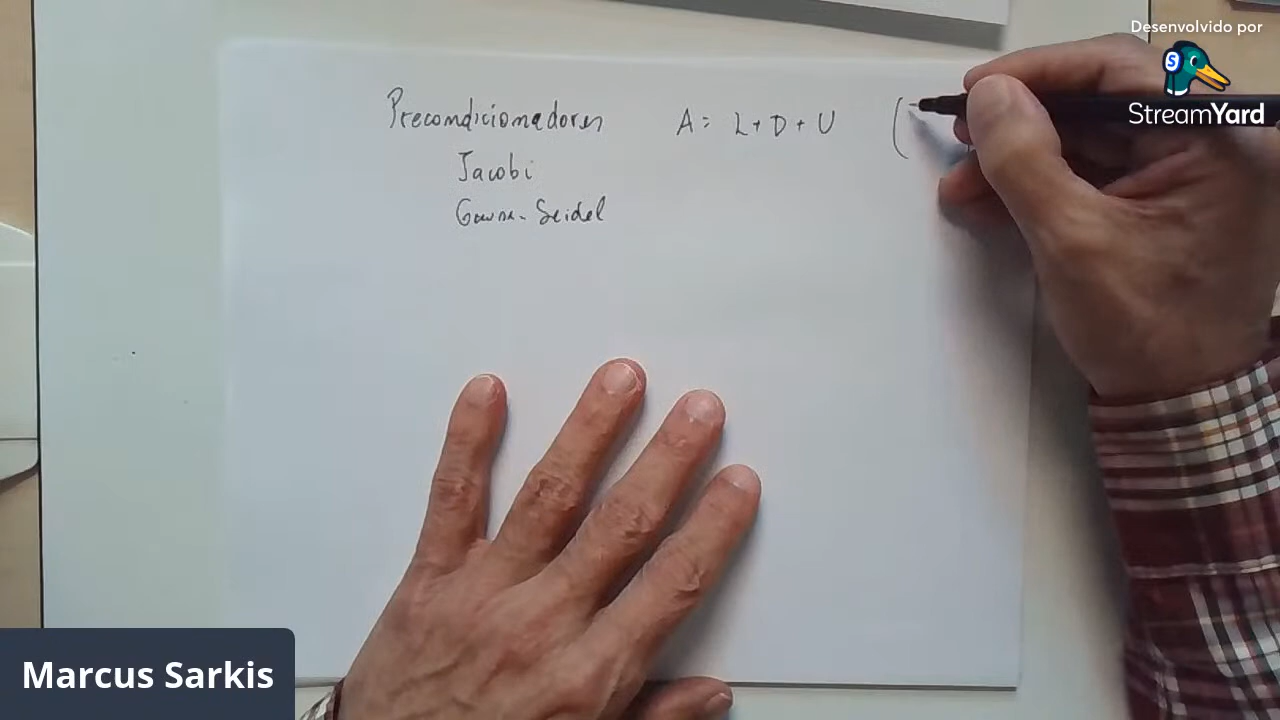 Desenvolvido por
StreamYard
Precondicionadores A = L + D + U (
Jacobi
Gauss-Seidel
Marcus Sarkis